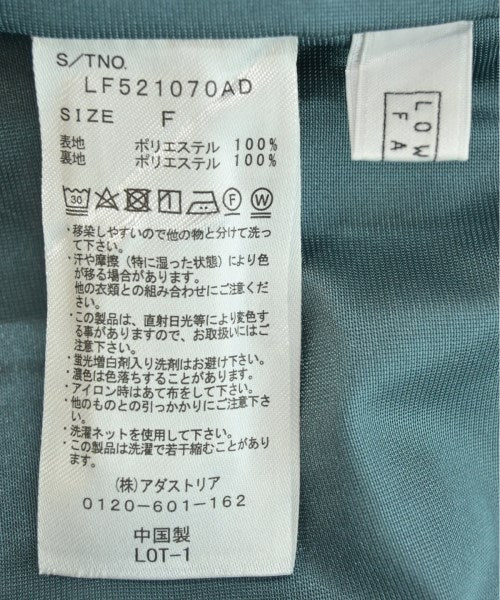 S/TNO.
LF521070AD
SIZE F
表地 ポリエステル 100%
裏地 ポリエステル 100%
30 F W
・移染しやすいので他の物と分けて洗っ
て下さい。
・汗や摩擦（特に湿った状態）により色
が移る場合があります。
他の衣類との組み合わせにご注意くだ
さい。
・この製品は、直射日光等により変色す
る事がありますので、お取扱いにはご
注意下さい。
・蛍光増白剤入り洗剤はお避け下さい。
・濃色は色落ちすることがあります。
・アイロン時はあて布をして下さい。
・他のものとの引っかかりにご注意下さ
い。
・洗濯ネットを使用して下さい。
・この製品は洗濯で若干縮むことがあり
ます。
(株)アダストリア
0120-601-162
中国製
LOT-1
LOW
FA